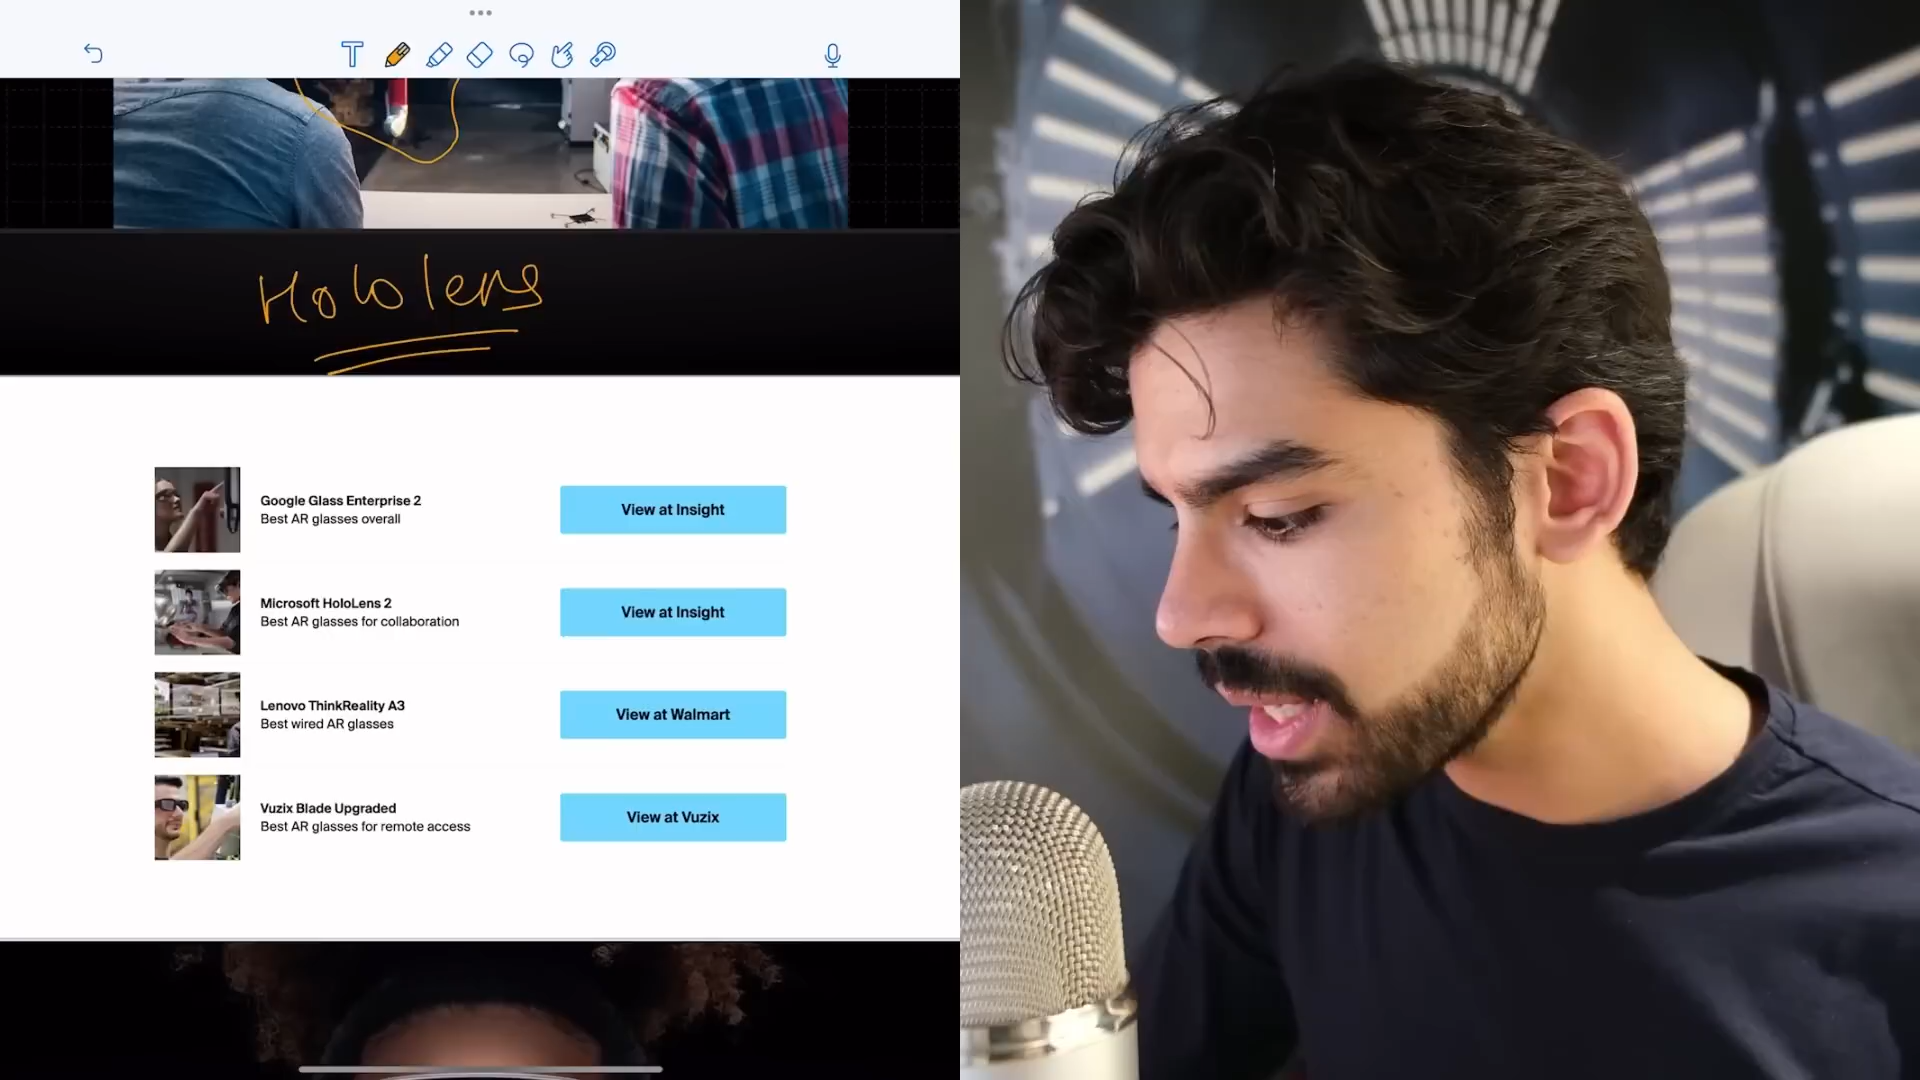 Hololens
Google Glass Enterprise 2
Best AR glasses overall
View at Insight
Microsoft HoloLens 2
Best AR glasses for collaboration
View at Insight
Lenovo ThinkReality A3
Best wired AR glasses
View at Walmart
Vuzix Blade Upgraded
Best AR glasses for remote access
View at Vuzix